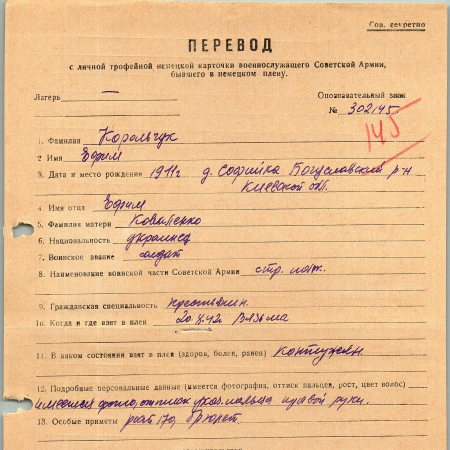 Сов. секретно
ПЕРЕВОД
с личной трофейной немецкой карточки военнослужащего Советской Армии,
бывшего в немецком плену.
Лагерь —
Опознавательный знак
№ 302145
145
1. Фамилия Корольчук
2 Имя Ефим
3. Дата и место рождения 1911г д. Софийка Богуславский р-н
Киевской обл.
4. Имя отца Ефим
5. Фамилия матери Коваленко
6. Национальность украинец
7. Воинское звание солдат
8. Наименование воинской части Советской Армии стр. полк.
9. Гражданская специальность крестьянин.
10. Когда и где взят в плен 20.8.42 Вязьма
11. В каком состоянии взят в плен (здоров, болен, ранен) контужен.
12. Подробные персональные данные (имеется фотография, оттиск пальцев, рост, цвет волос)
имеется фото, оттиск указ. пальца правой руки.
13. Особые приметы рост 170, брюнет.